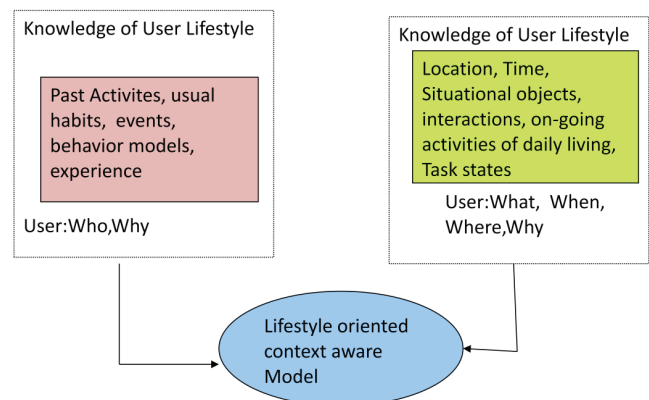 Knowledge of User Lifestyle
Past Activites, usual
habits, events,
behavior models,
experience
User:Who,Why
Knowledge of User Lifestyle
Location, Time,
Situational objects,
interactions, on-going
activities of daily living,
Task states
User:What, When,
Where,Why
Lifestyle oriented
context aware
Model